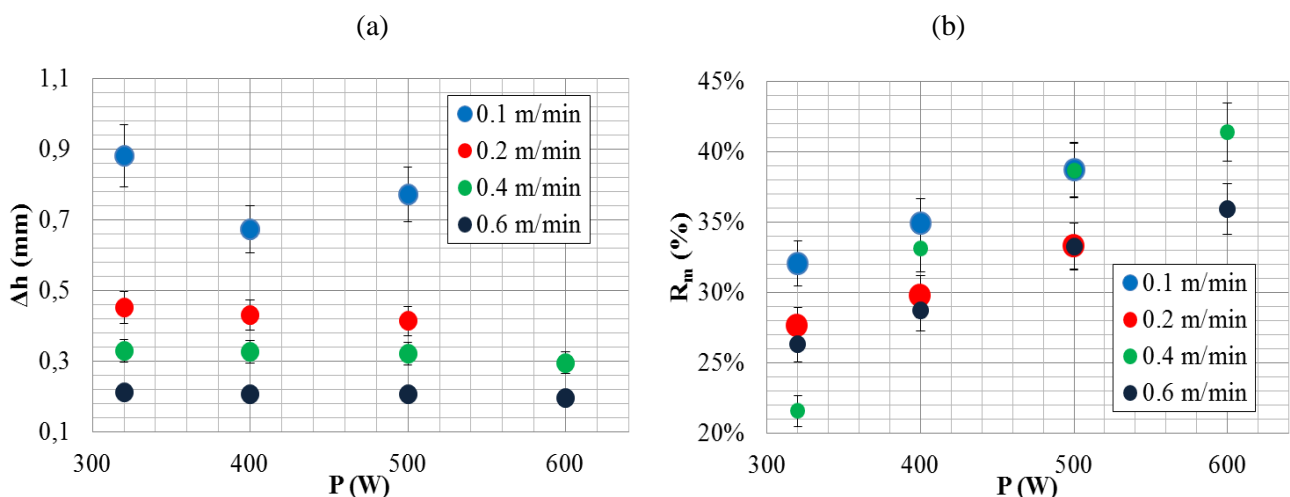 (a)
(b)
1,1
0,9
0,7
0,5
0,3
0,1
Δh (mm)
300
400
500
600
P (W)
0.1 m/min
0.2 m/min
0.4 m/min
0.6 m/min
45%
40%
35%
30%
25%
20%
Rm (%)
300
400
500
600
P (W)
0.1 m/min
0.2 m/min
0.4 m/min
0.6 m/min